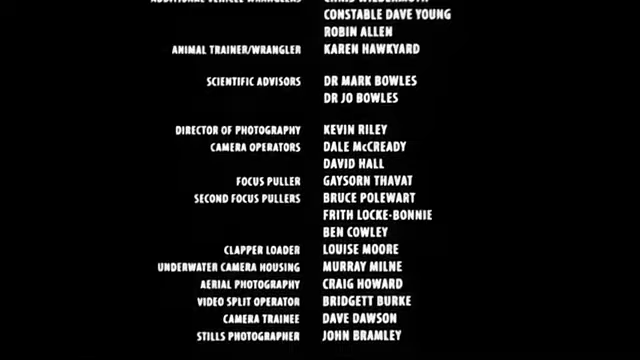 ADDITIONAL VEHICLE WRANGLERS
CONSTABLE DAVE YOUNG
ROBIN ALLEN
ANIMAL TRAINER/WRANGLER KAREN HAWKYARD
SCIENTIFIC ADVISORS DR MARK BOWLES
DR JO BOWLES
DIRECTOR OF PHOTOGRAPHY KEVIN RILEY
CAMERA OPERATORS DALE McCREADY
DAVID HALL
FOCUS PULLER GAYSORN THAVAT
SECOND FOCUS PULLERS BRUCE POLEWART
FRITH LOCKE-BONNIE
BEN COWLEY
CLAPPER LOADER LOUISE MOORE
UNDERWATER CAMERA HOUSING MURRAY MILNE
AERIAL PHOTOGRAPHY CRAIG HOWARD
VIDEO SPLIT OPERATOR BRIDGETT BURKE
CAMERA TRAINEE DAVE DAWSON
STILLS PHOTOGRAPHER JOHN BRAMLEY